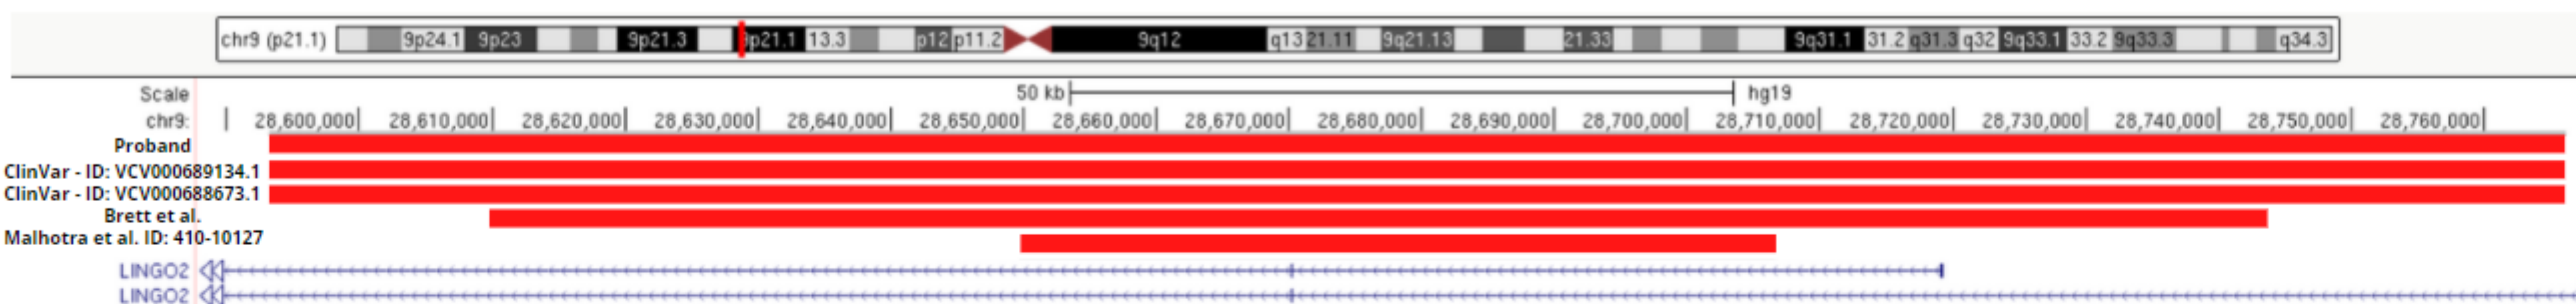 chr9 (p21.1) 9p24.1 9p23 9p21.3 9p21.1 13.3 p12 p11.2 9q12 q13 21.11 9q21.13 21.33 9q31.1 31.2 q31.3 q32 9q33.1 33.2 9q33.3 q34.3
Scale 50 kb hg19
chr9: 28,600,000 28,610,000 28,620,000 28,630,000 28,640,000 28,650,000 28,660,000 28,670,000 28,680,000 28,690,000 28,700,000 28,710,000 28,720,000 28,730,000 28,740,000 28,750,000 28,760,000
Proband
ClinVar - ID: VCV000689134.1
ClinVar - ID: VCV000688673.1
Brett et al.
Malhotra et al. ID: 410-10127
LINGO2
LINGO2